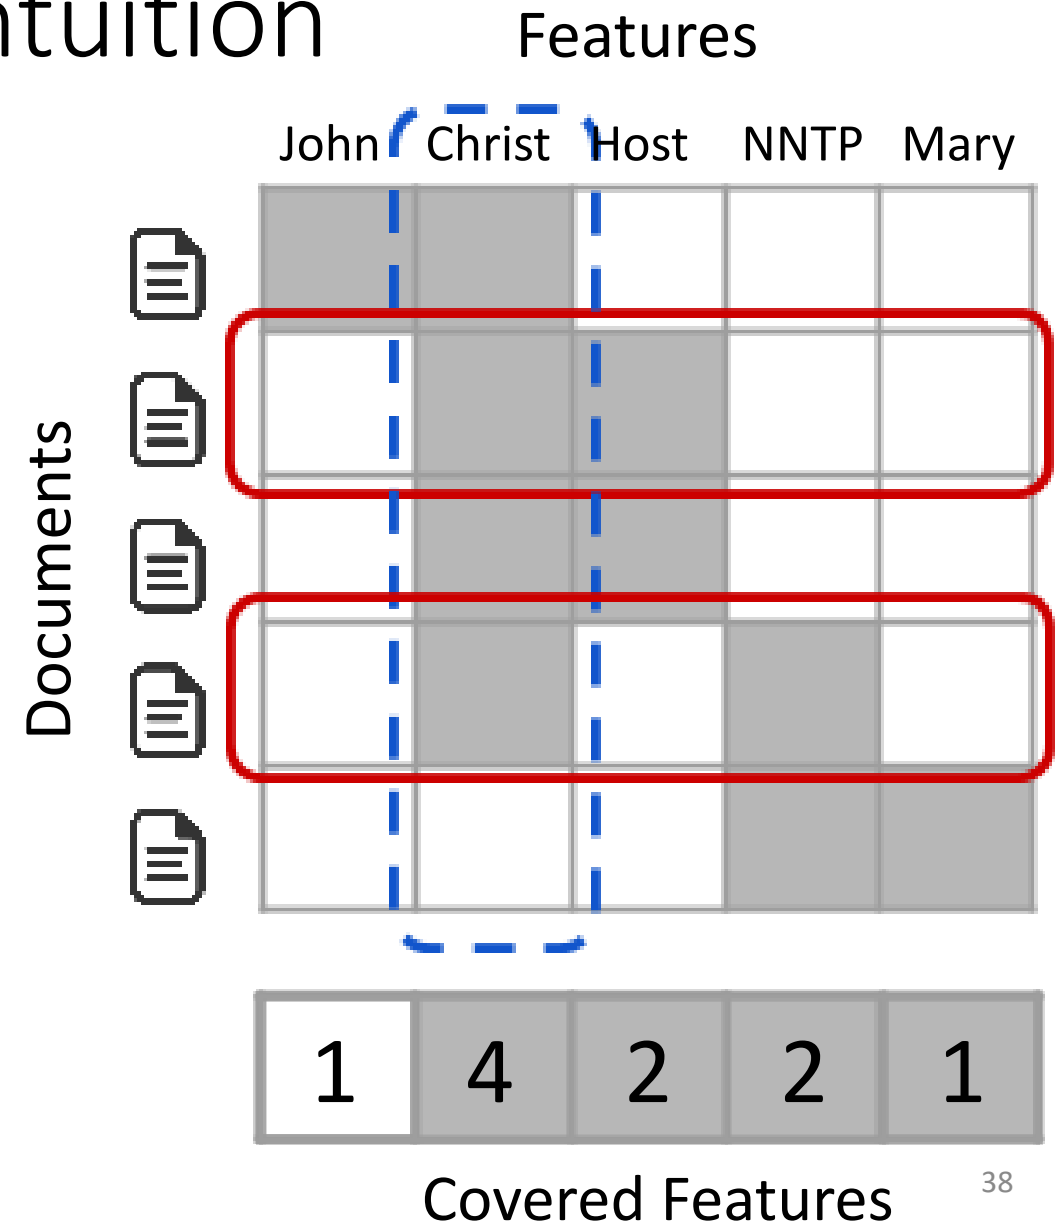 ntuition
Features
John Christ Host NNTP Mary
Documents
1 4 2 2 1
Covered Features
38